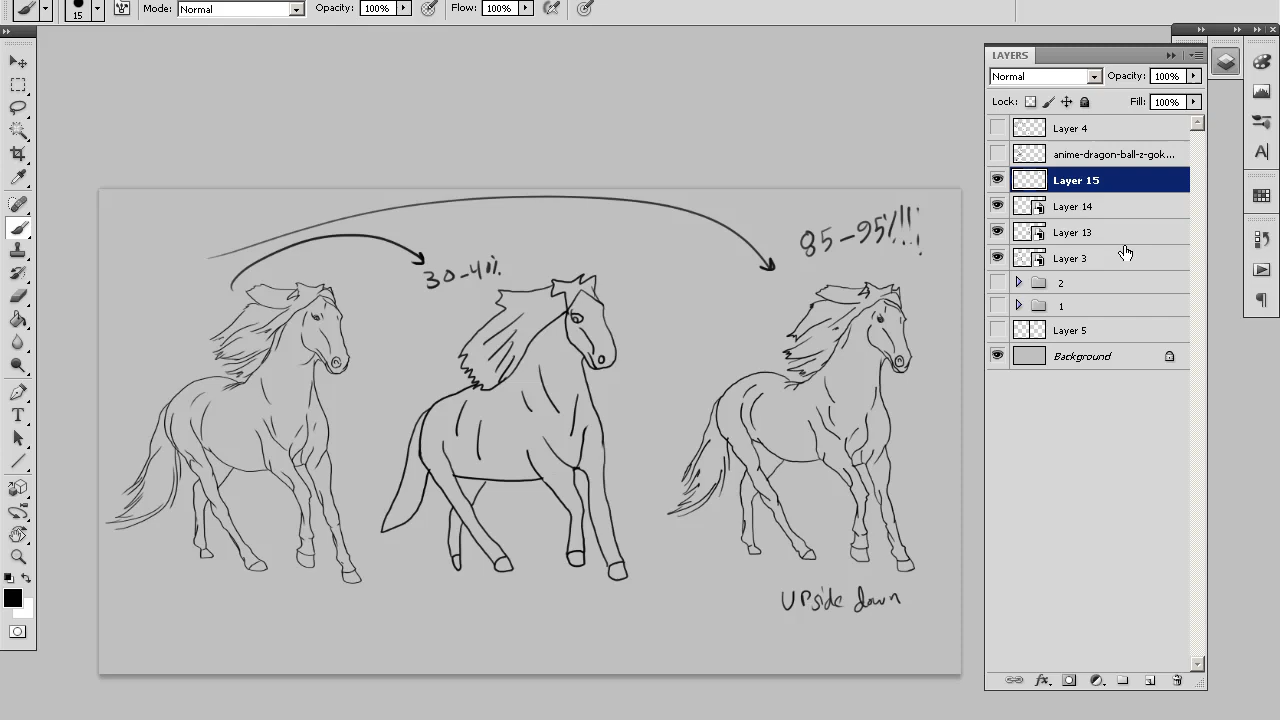 15 Mode: Normal Opacity: 100% Flow: 100%
LAYERS
Normal Opacity: 100%
Lock: Fill: 100%
Layer 4
anime-dragon-ball-z-gok...
Layer 15
Layer 14
Layer 13
Layer 3
2
1
Layer 5
Background
fx
T
A
85-95%!!!
30-40%
UPside down